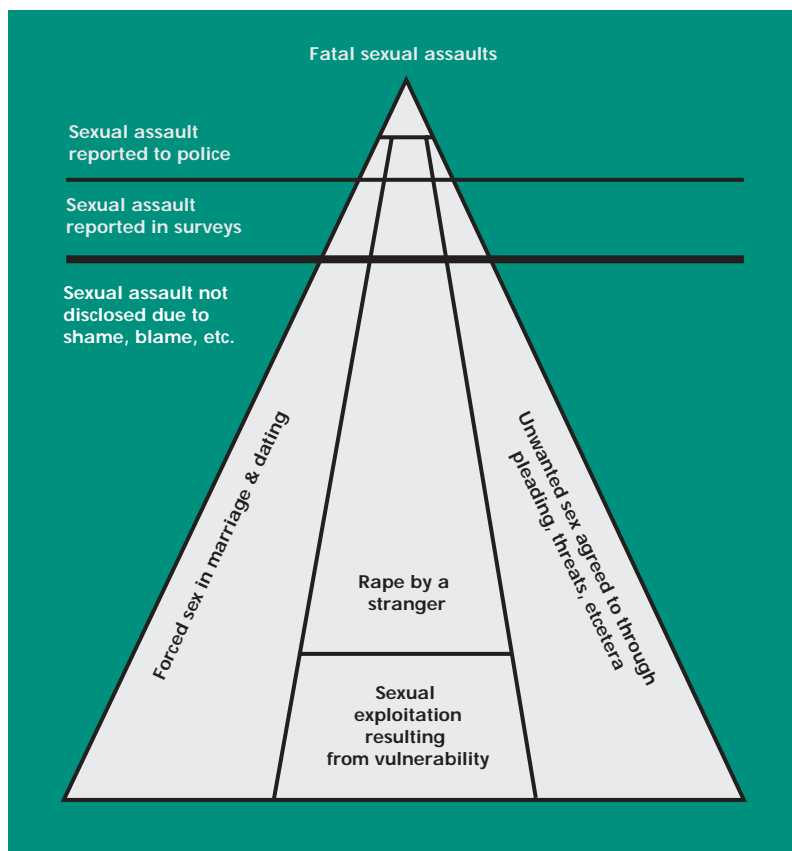 Fatal sexual assaults
Sexual assault
reported to police
Sexual assault
reported in surveys
Sexual assault not
disclosed due to
shame, blame, etc.
Forced sex in marriage & dating
Unwanted sex agreed to through
pleading, threats, etcetera
Rape by a
stranger
Sexual
exploitation
resulting
from vulnerability